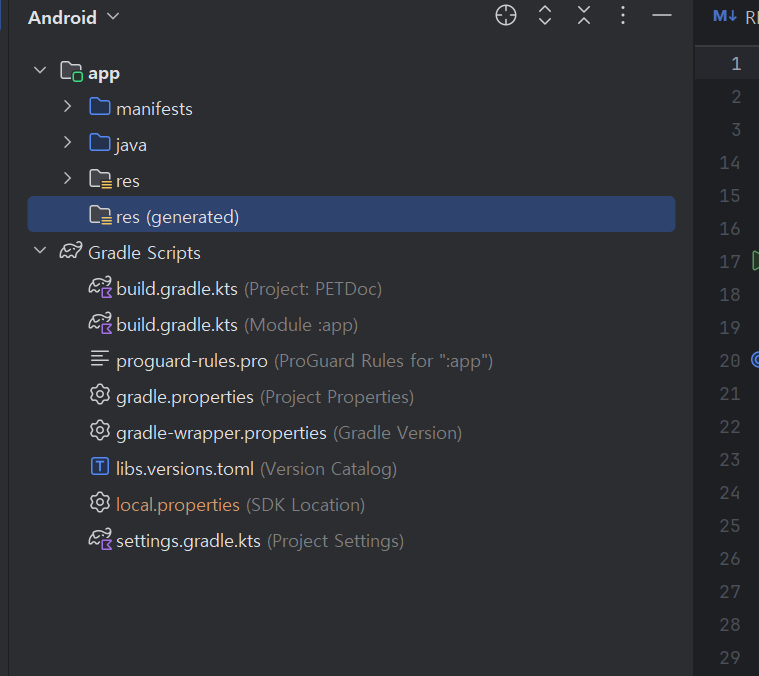 Android
M↓ R
app
manifests
java
res
res (generated)
Gradle Scripts
build.gradle.kts (Project: PETDoc)
build.gradle.kts (Module :app)
proguard-rules.pro (ProGuard Rules for ":app")
gradle.properties (Project Properties)
gradle-wrapper.properties (Gradle Version)
libs.versions.toml (Version Catalog)
local.properties (SDK Location)
settings.gradle.kts (Project Settings)
1
2
3
14
15
16
17
18
19
20
21
22
23
24
25
26
27
28
29